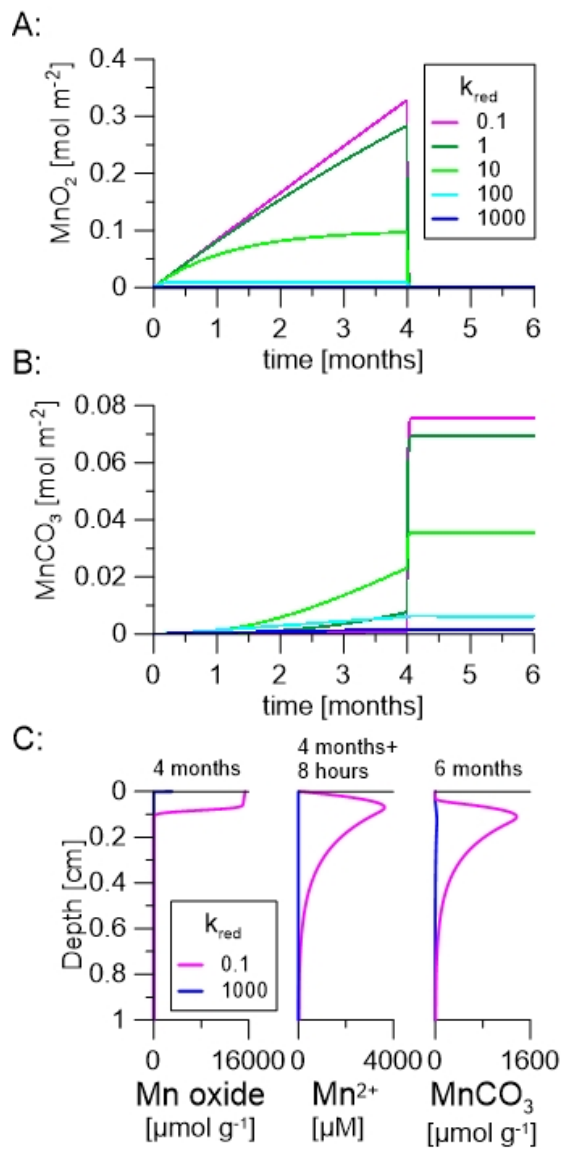 A:
MnO₂ [mol m⁻²]
0.4
0.3
0.2
0.1
0
k_red
0.1
1
10
100
1000
0 1 2 3 4 5 6
time [months]
B:
MnCO₃ [mol m⁻²]
0.08
0.06
0.04
0.02
0
0 1 2 3 4 5 6
time [months]
C:
4 months
4 months+
8 hours
6 months
Depth [cm]
0
0.2
0.4
0.6
0.8
1
k_red
0.1
1000
0 16000 0 4000 0 1600
Mn oxide
[µmol g⁻¹]
Mn²⁺
[µM]
MnCO₃
[µmol g⁻¹]